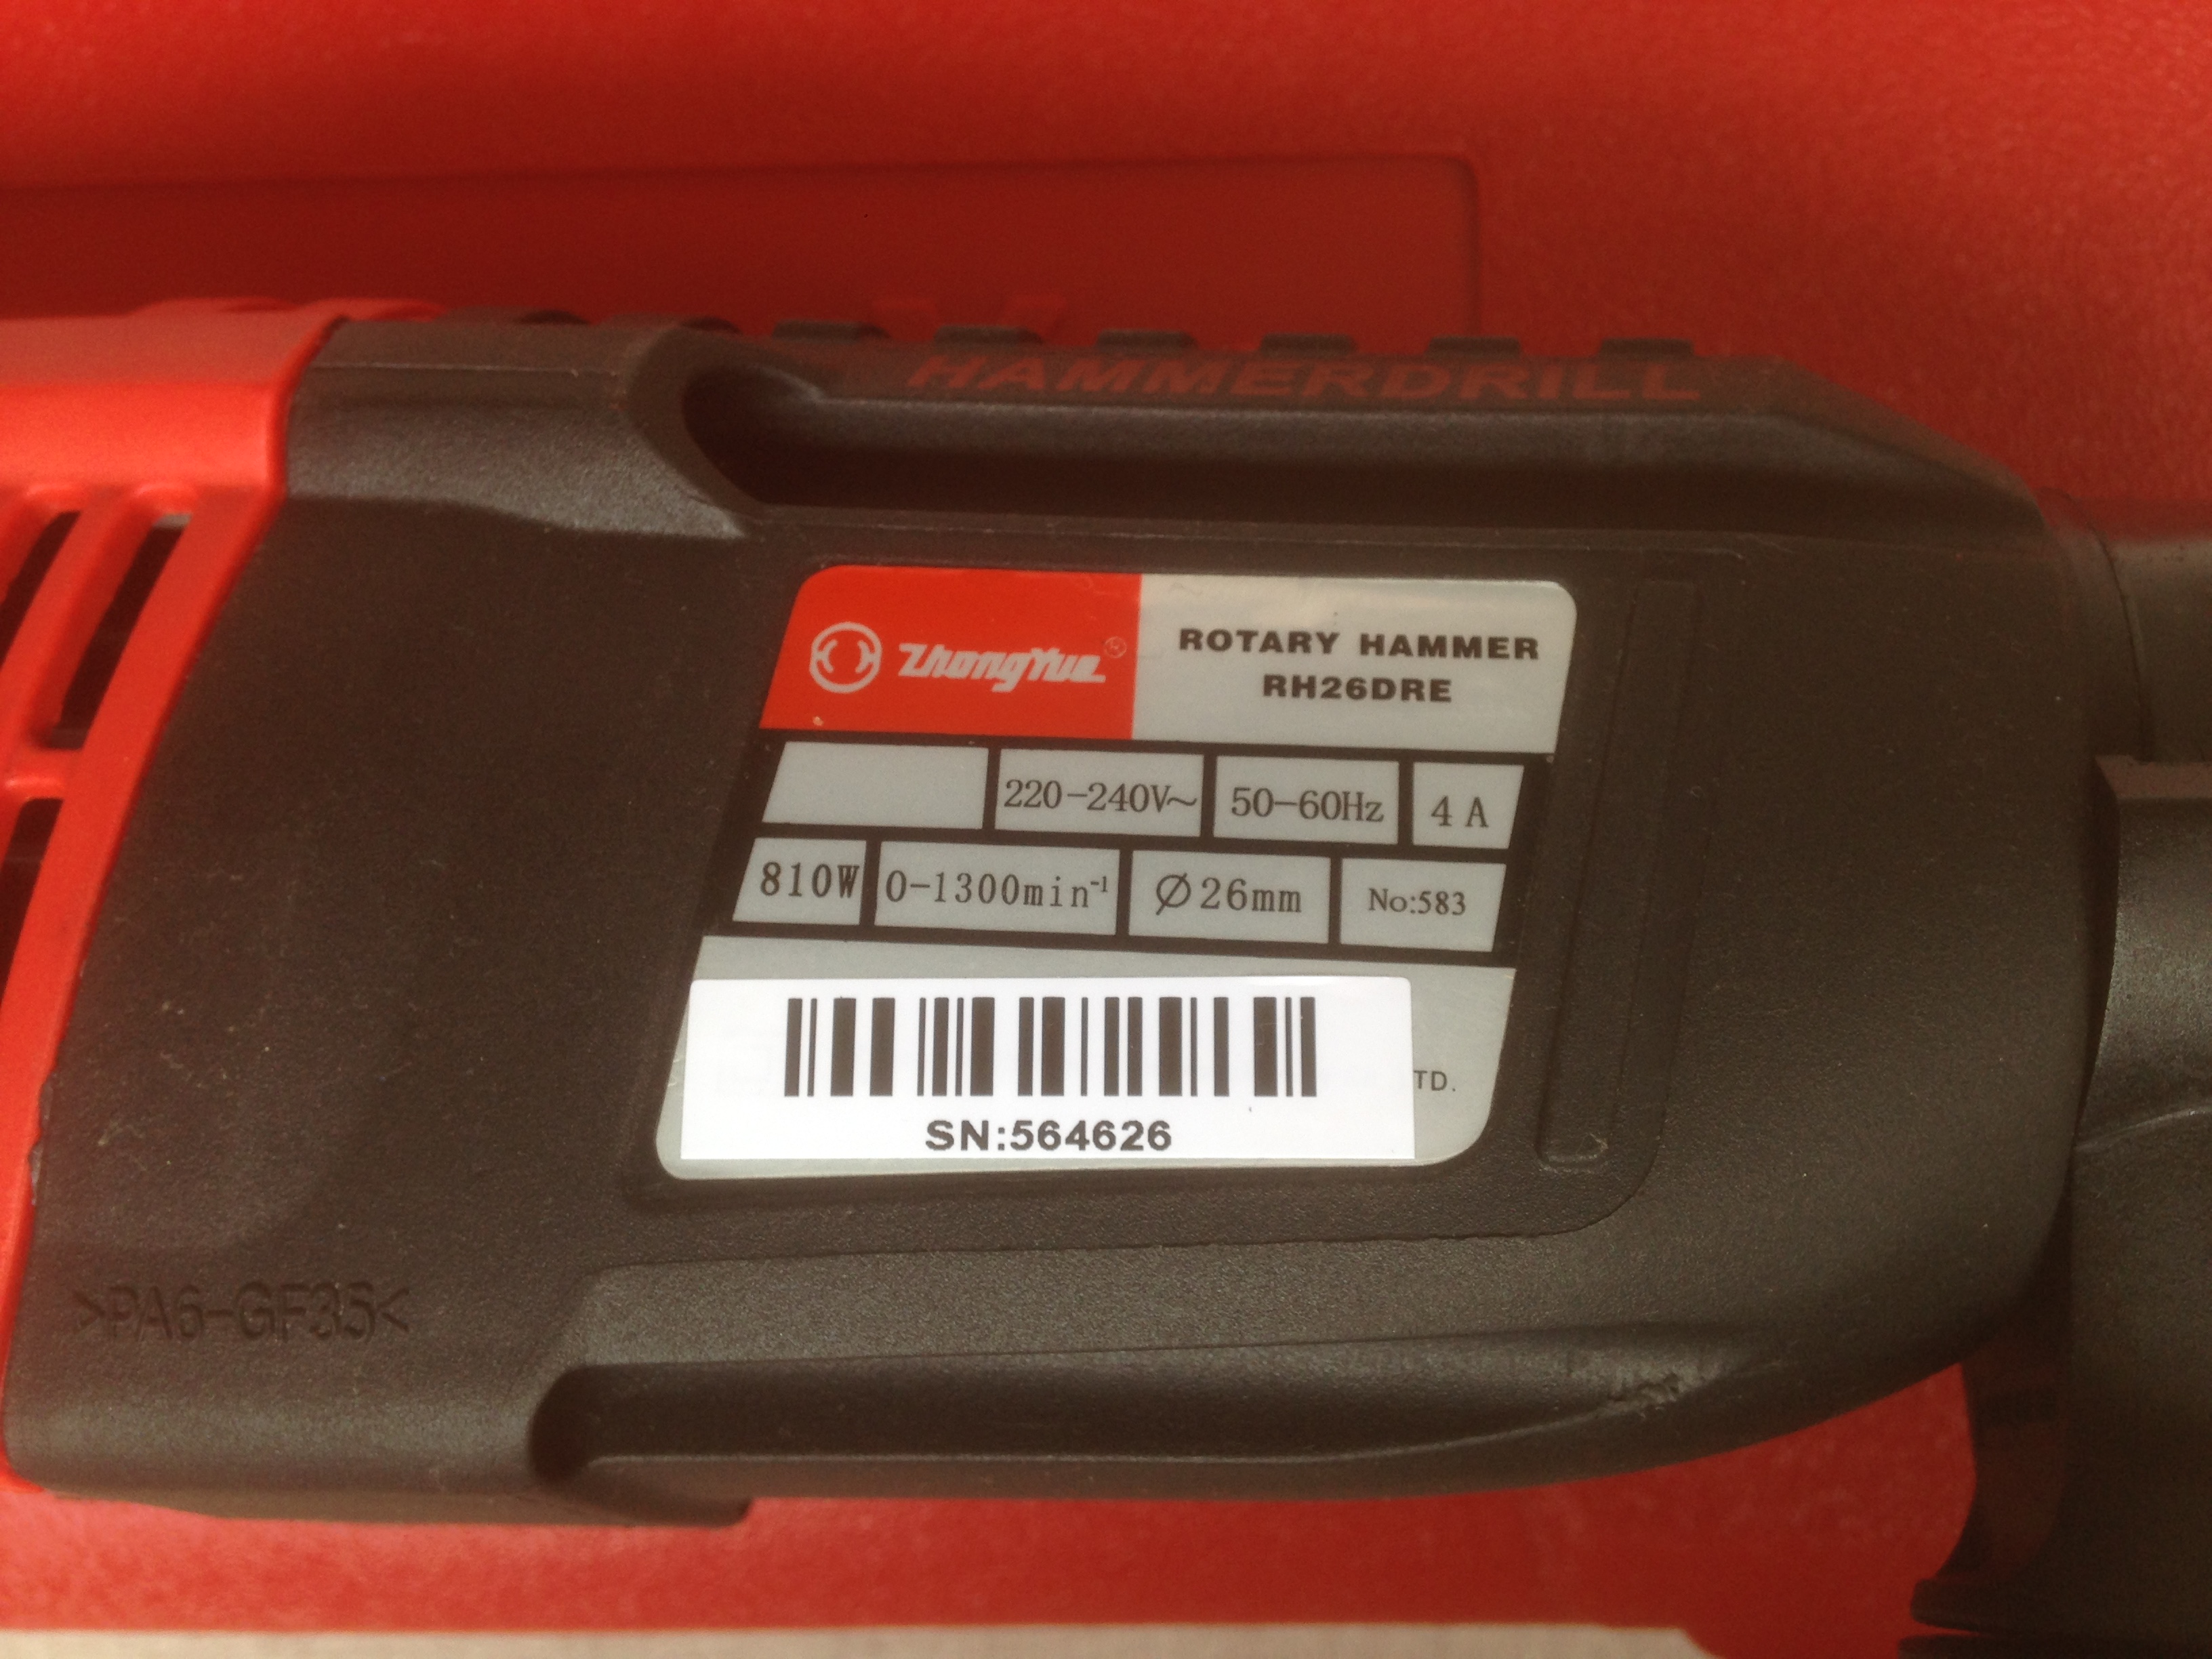 HAMMERDRILL
ZhongYue®
ROTARY HAMMER
RH26DRE
220-240V~ 50-60Hz 4 A
810W 0-1300min⁻¹ Ø26mm No:583
TD.
SN:564626
>PA6-GF35<